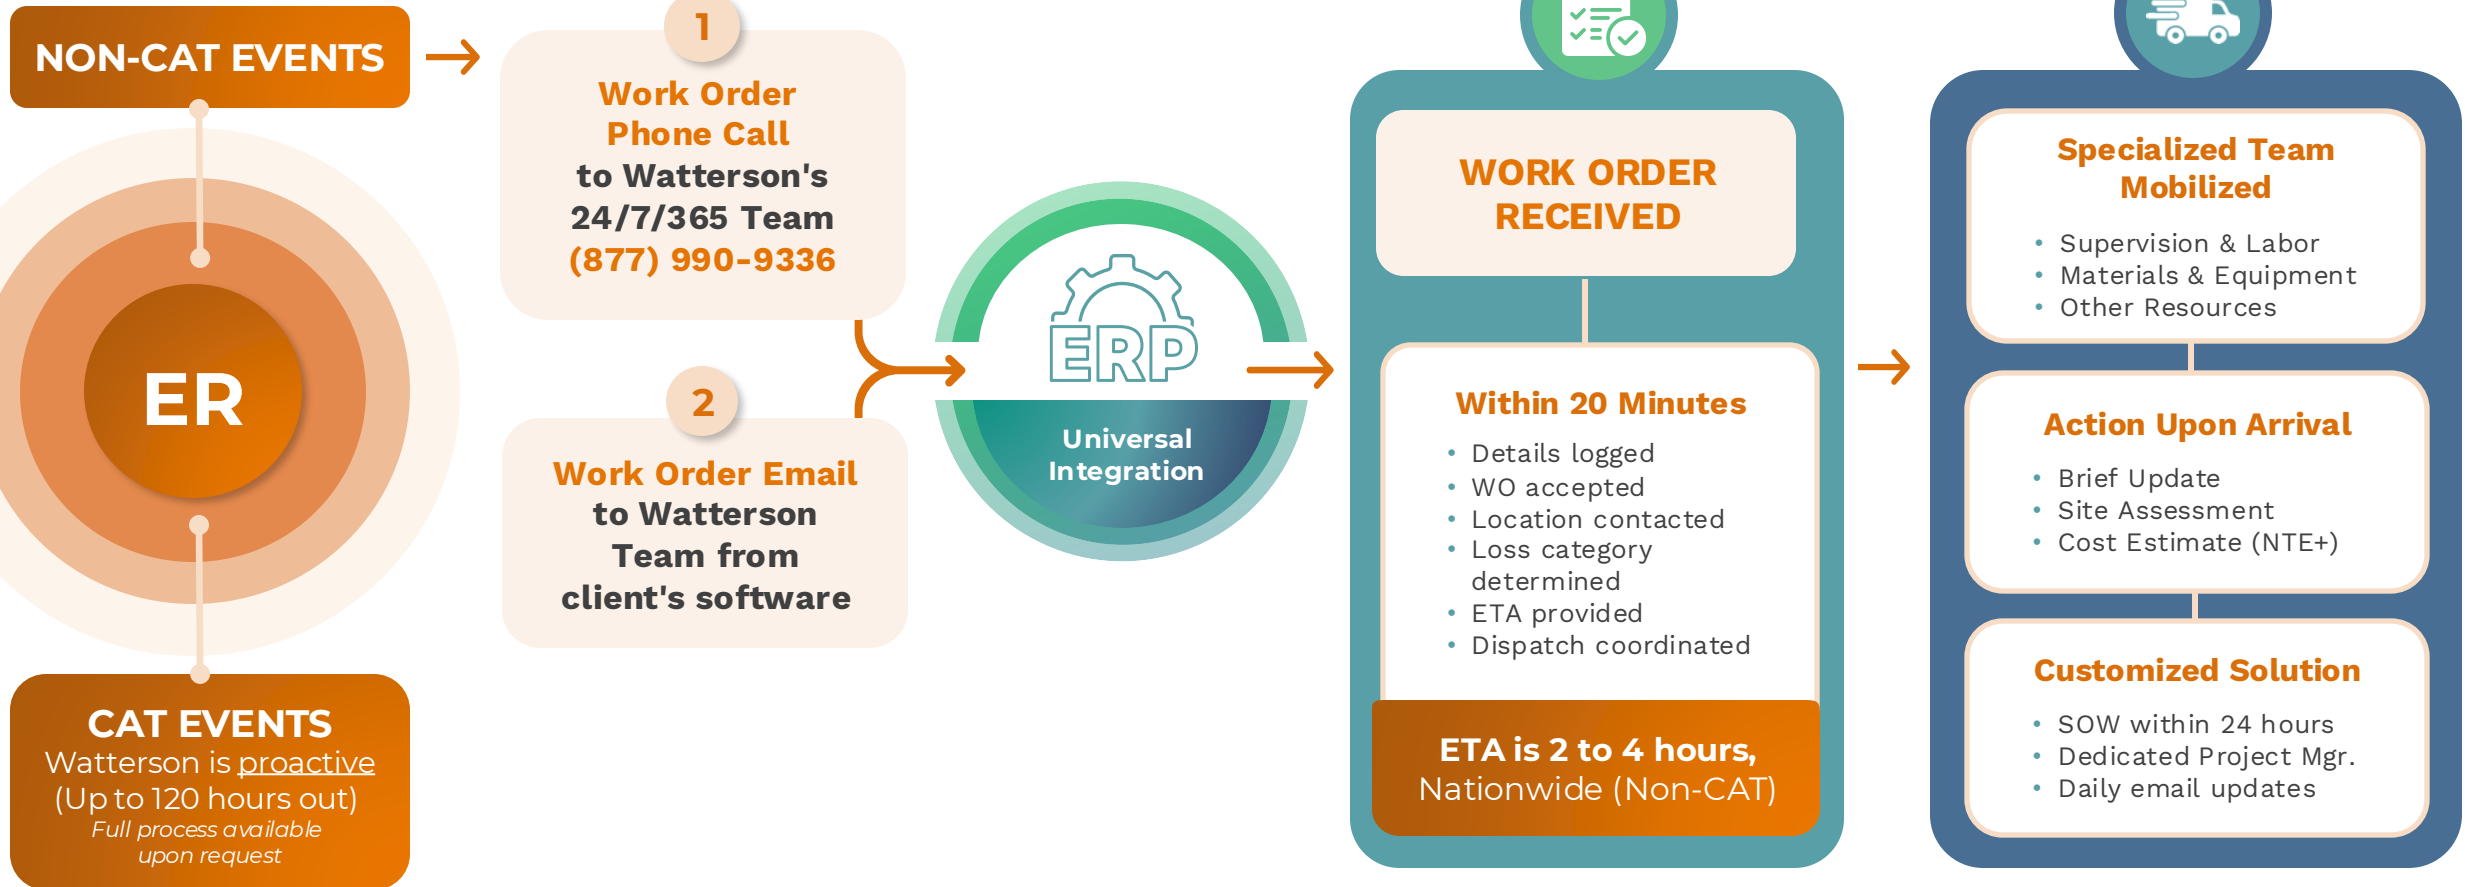 NON-CAT EVENTS
ER
CAT EVENTS
Watterson is proactive
(Up to 120 hours out)
Full process available
upon request
1
Work Order
Phone Call
to Watterson's
24/7/365 Team
(877) 990-9336
2
Work Order Email
to Watterson
Team from
client's software
ERP
Universal
Integration
WORK ORDER
RECEIVED
Within 20 Minutes
• Details logged
• WO accepted
• Location contacted
• Loss category
determined
• ETA provided
• Dispatch coordinated
ETA is 2 to 4 hours,
Nationwide (Non-CAT)
Specialized Team
Mobilized
• Supervision & Labor
• Materials & Equipment
• Other Resources
Action Upon Arrival
• Brief Update
• Site Assessment
• Cost Estimate (NTE+)
Customized Solution
• SOW within 24 hours
• Dedicated Project Mgr.
• Daily email updates